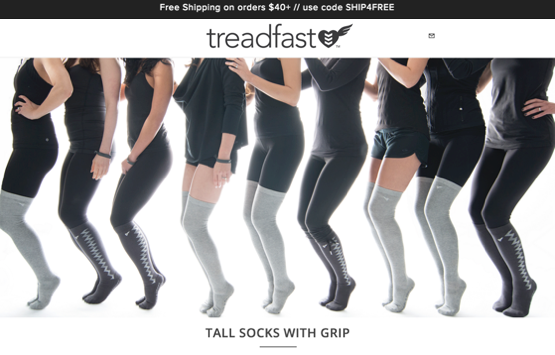 Free Shipping on orders $40+ // use code SHIP4FREE
treadfast
TALL SOCKS WITH GRIP